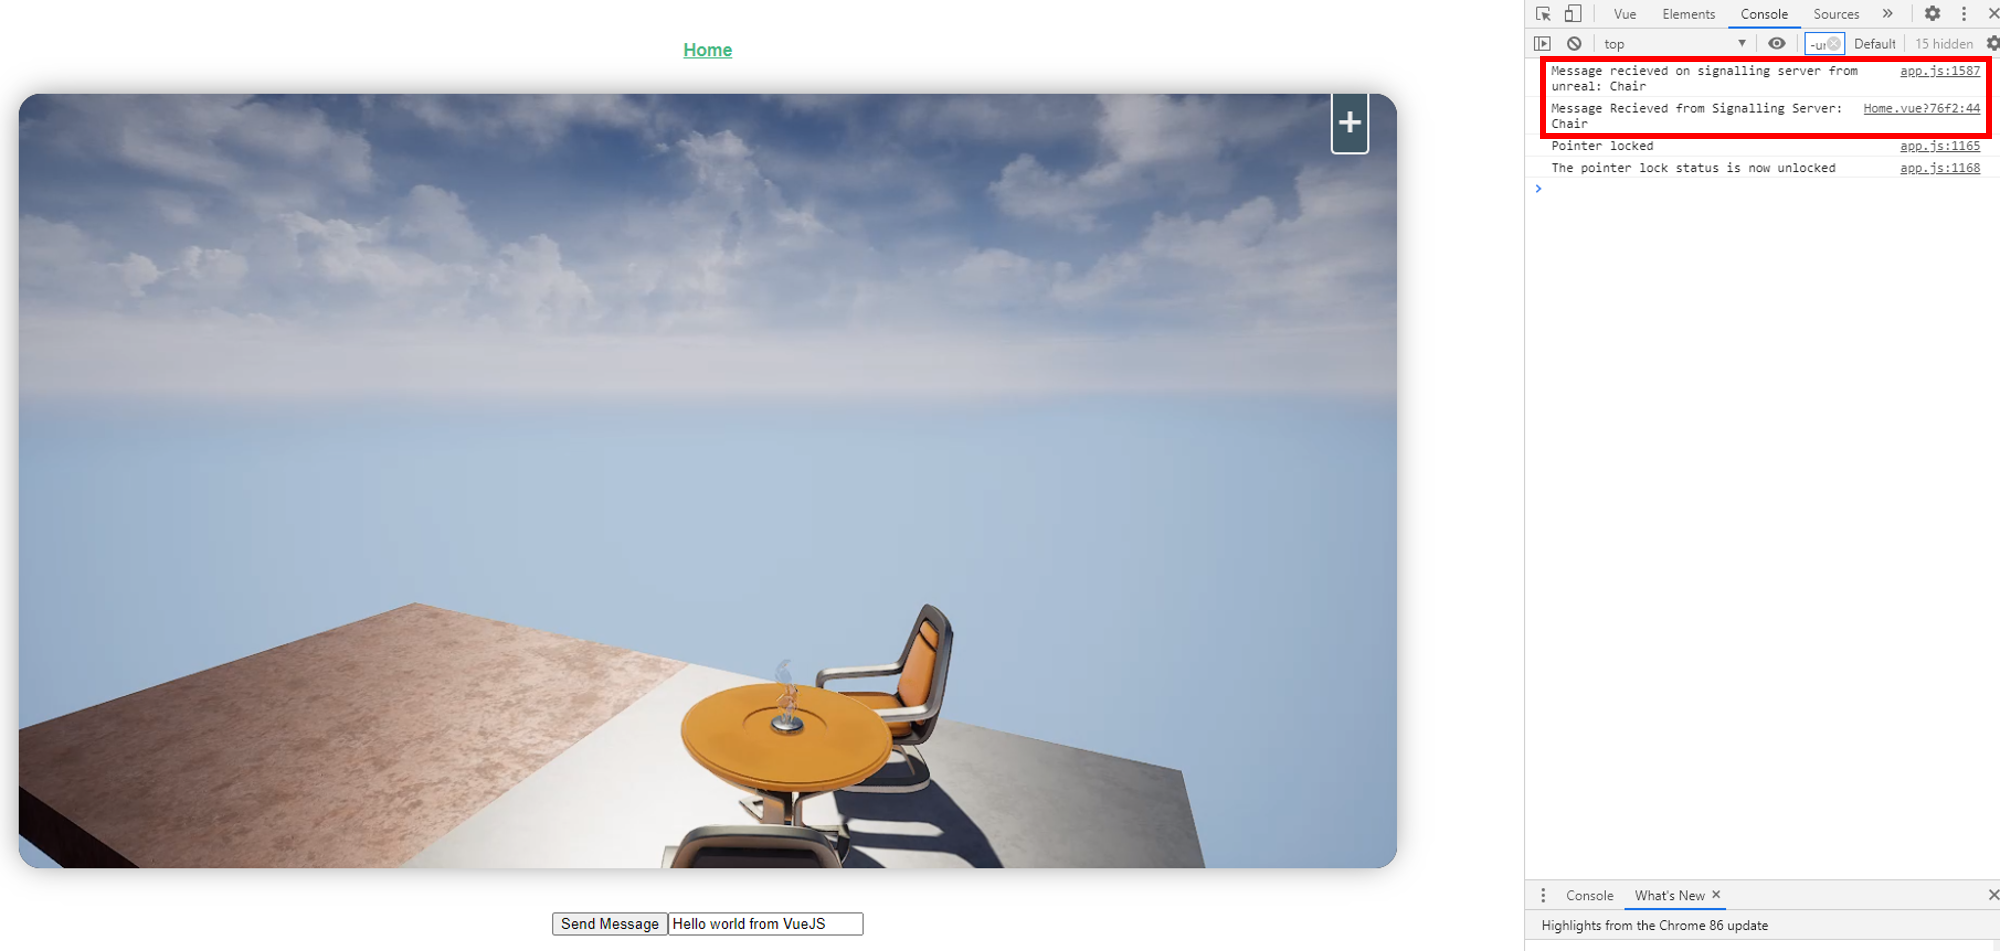 Home
+
Send Message
Hello world from VueJS
Vue Elements Console Sources »
top
-ur
Default
15 hidden
Message recieved on signalling server from app.js:1587
unreal: Chair
Message Recieved from Signalling Server: Home.vue?76f2:44
Chair
Pointer locked app.js:1165
The pointer lock status is now unlocked app.js:1168
Console What's New
Highlights from the Chrome 86 update